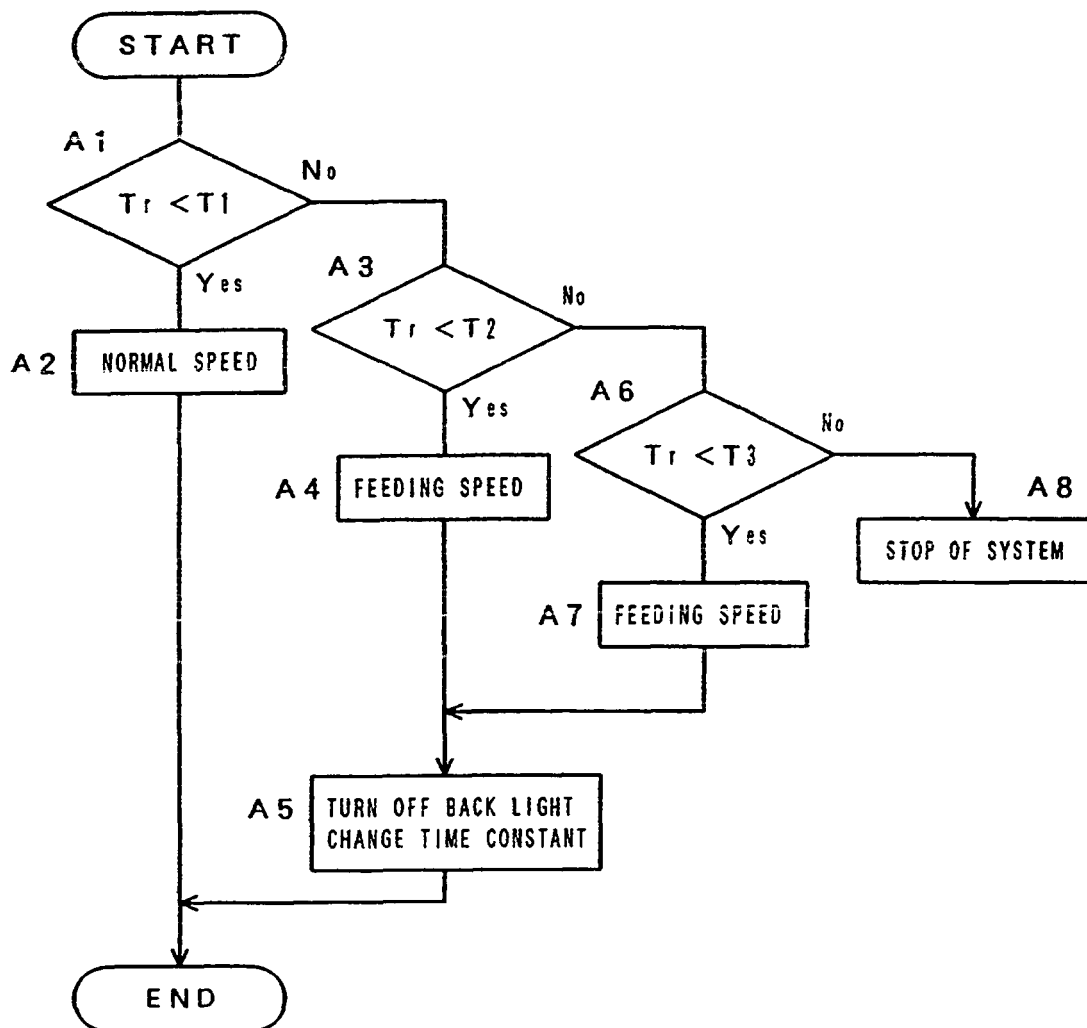 START
A1
Tr <T1
No
Yes
A2
NORMAL SPEED
A3
Tr <T2
No
Yes
A4
FEEDING SPEED
A6
Tr <T3
No
Yes
A7
FEEDING SPEED
A8
STOP OF SYSTEM
A5
TURN OFF BACK LIGHT
CHANGE TIME CONSTANT
END